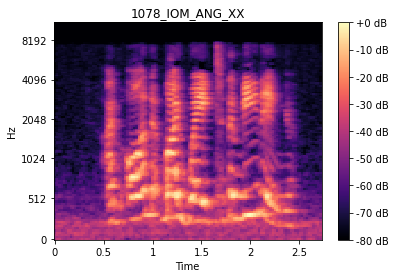 1078_IOM_ANG_XX
+0 dB
8192
-10 dB
4096
-20 dB
-30 dB
2048
Hz
-40 dB
1024
-50 dB
512
-60 dB
-70 dB
0
-80 dB
0 0.5 1 1.5 2 2.5
Time